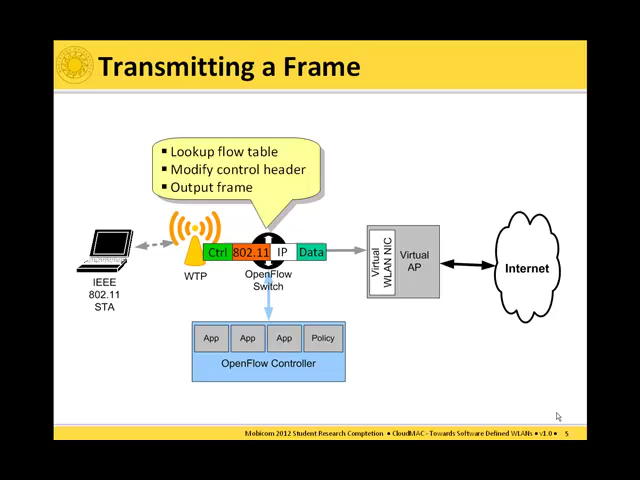 Transmitting a Frame
▪ Lookup flow table
▪ Modify control header
▪ Output frame
Ctrl 802.11 IP Data
WTP
OpenFlow
Switch
IEEE
802.11
STA
Virtual
WLAN NIC
Virtual
AP
Internet
App App App Policy
OpenFlow Controller
Mobicom 2012 Student Research Comptetion ● CloudMAC - Towards Software Defined WLANs ● v1.0 ● 5